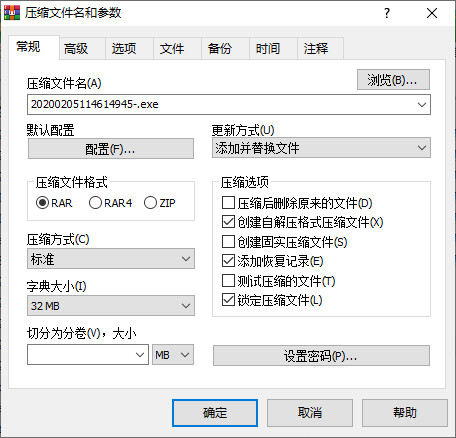 压缩文件名和参数
常规 高级 选项 文件 备份 时间 注释
压缩文件名(A) 浏览(B)...
20200205114614945-.exe
默认配置 更新方式(U)
配置(F)... 添加并替换文件
压缩文件格式 压缩选项
RAR RAR4 ZIP 压缩后删除原来的文件(D)
创建自解压格式压缩文件(X)
压缩方式(C) 创建固实压缩文件(S)
标准 添加恢复记录(E)
字典大小(I) 测试压缩的文件(T)
32 MB 锁定压缩文件(L)
切分为分卷(V)，大小
MB 设置密码(P)...
确定 取消 帮助